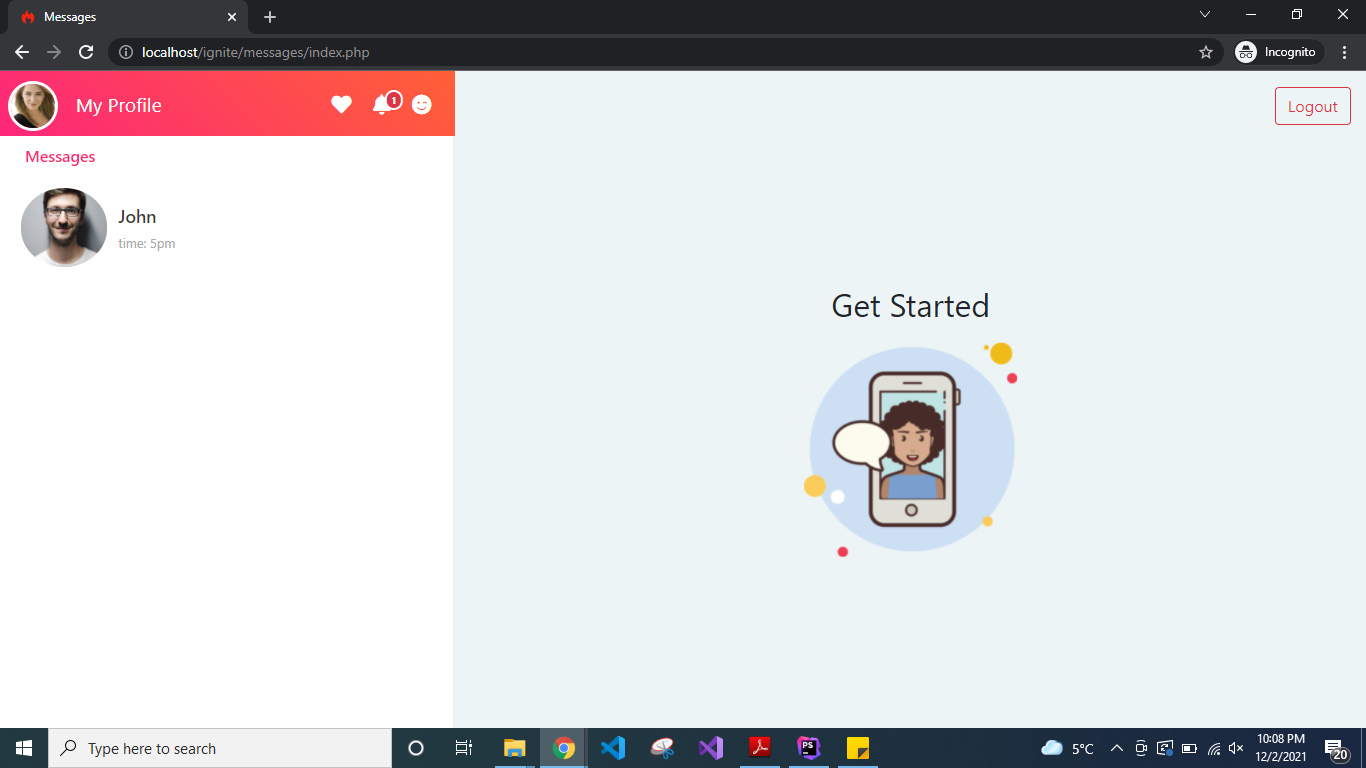 Messages
localhost/ignite/messages/index.php
Incognito
My Profile
1
Logout
Messages
John
time: 5pm
Get Started
Type here to search
PS
5°C
10:08 PM
12/2/2021
20